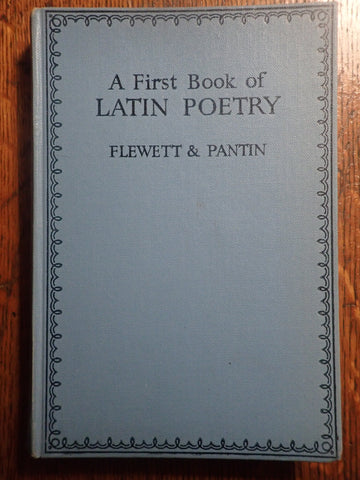 A First Book of
LATIN POETRY
FLEWETT & PANTIN